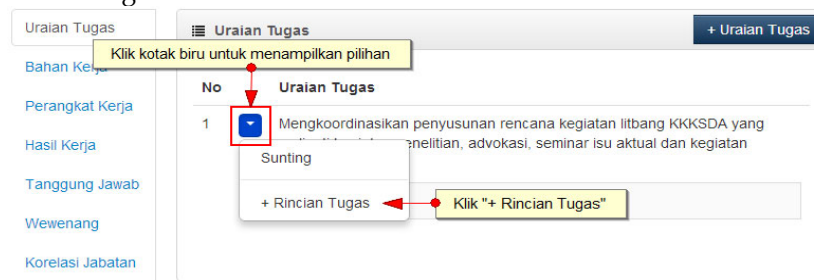 Uraian Tugas
Bahan Kerja
Perangkat Kerja
Hasil Kerja
Tanggung Jawab
Wewenang
Korelasi Jabatan
Uraian Tugas
+ Uraian Tugas
Klik kotak biru untuk menampilkan pilihan
No Uraian Tugas
1 Mengkoordinasikan penyusunan rencana kegiatan litbang KKKSDA yang
advokasi, seminar isu aktual dan kegiatan
Sunting
+ Rincian Tugas
Klik "+ Rincian Tugas"